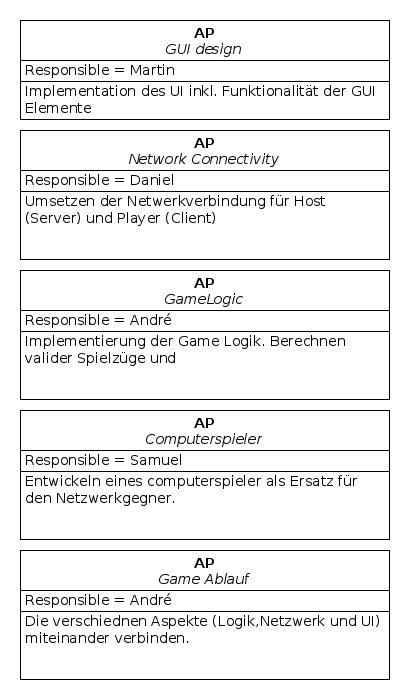 AP
GUI design
Responsible = Martin
Implementation des UI inkl. Funktionalität der GUI
Elemente
AP
Network Connectivity
Responsible = Daniel
Umsetzen der Netwerkverbindung für Host
(Server) und Player (Client)
AP
GameLogic
Responsible = André
Implementierung der Game Logik. Berechnen
valider Spielzüge und
AP
Computerspieler
Responsible = Samuel
Entwickeln eines computerspieler als Ersatz für
den Netzwerkgegner.
AP
Game Ablauf
Responsible = André
Die verschiednen Aspekte (Logik,Netzwerk und UI)
miteinander verbinden.